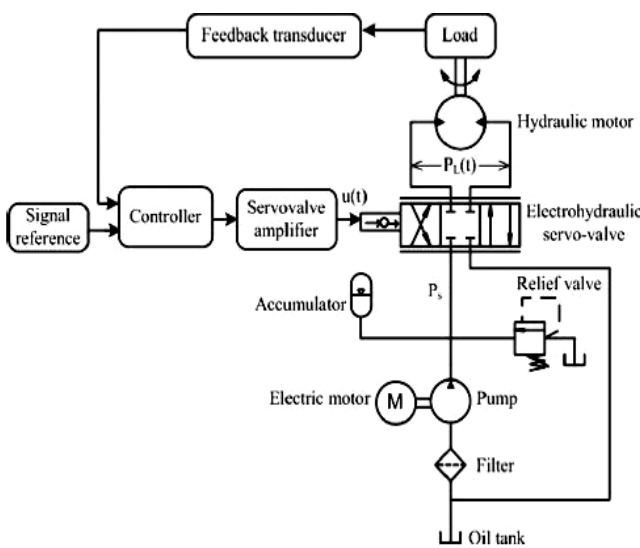 Feedback transducer
Load
Hydraulic motor
P_L(t)
Signal
reference
Controller
Servovalve
amplifier
u(t)
Electrohydraulic
servo-valve
P_s
Accumulator
Relief valve
Electric motor
M
Pump
Filter
Oil tank